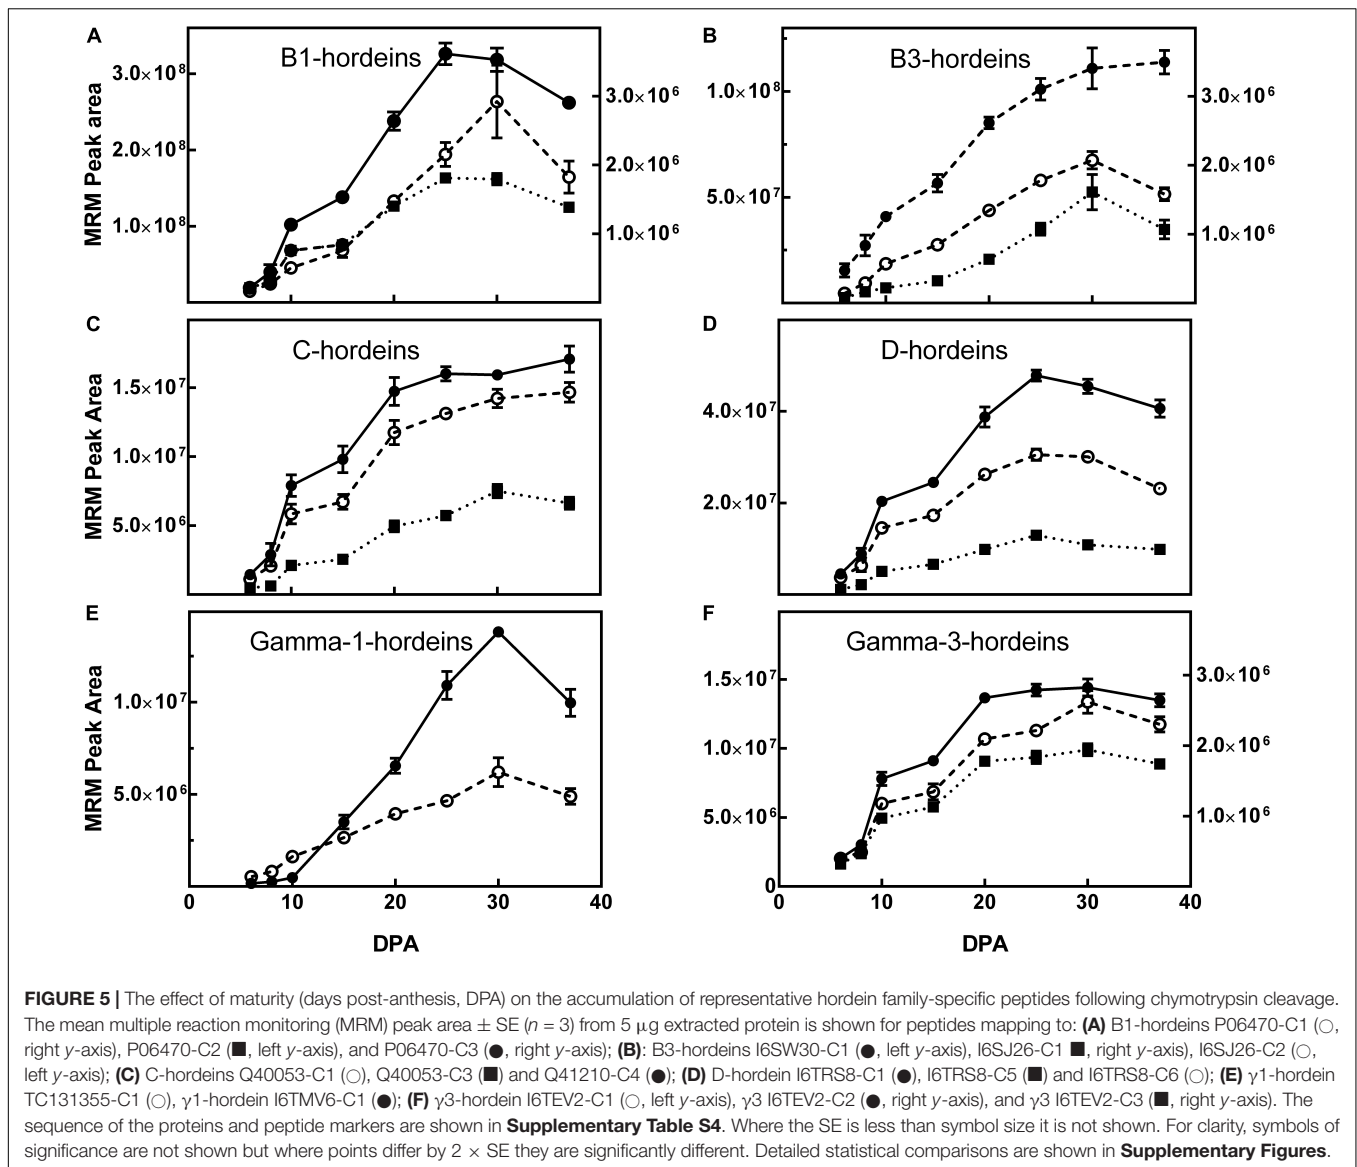 A
B1-hordeins
MRM Peak area
3.0×10⁸
2.0×10⁸
1.0×10⁸
3.0×10⁶
2.0×10⁶
1.0×10⁶
B
B3-hordeins
1.0×10⁸
5.0×10⁷
3.0×10⁶
2.0×10⁶
1.0×10⁶
C
C-hordeins
MRM Peak Area
1.5×10⁷
1.0×10⁷
5.0×10⁶
D
D-hordeins
4.0×10⁷
2.0×10⁷
E
Gamma-1-hordeins
MRM Peak Area
1.0×10⁷
5.0×10⁶
0 10 20 30 40
DPA
F
Gamma-3-hordeins
1.5×10⁷
1.0×10⁷
5.0×10⁶
0
3.0×10⁶
2.0×10⁶
1.0×10⁶
0 10 20 30 40
DPA
FIGURE 5 | The effect of maturity (days post-anthesis, DPA) on the accumulation of representative hordein family-specific peptides following chymotrypsin cleavage.
The mean multiple reaction monitoring (MRM) peak area ± SE (n = 3) from 5 μg extracted protein is shown for peptides mapping to: (A) B1-hordeins P06470-C1 (○,
right y-axis), P06470-C2 (■, left y-axis), and P06470-C3 (●, right y-axis); (B): B3-hordeins I6SW30-C1 (●, left y-axis), I6SJ26-C1 ■, right y-axis), I6SJ26-C2 (○,
left y-axis); (C) C-hordeins Q40053-C1 (○), Q40053-C3 (■) and Q41210-C4 (●); (D) D-hordein I6TRS8-C1 (●), I6TRS8-C5 (■) and I6TRS8-C6 (○); (E) γ1-hordein
TC131355-C1 (○), γ1-hordein I6TMV6-C1 (●); (F) γ3-hordein I6TEV2-C1 (○, left y-axis), γ3 I6TEV2-C2 (●, right y-axis), and γ3 I6TEV2-C3 (■, right y-axis). The
sequence of the proteins and peptide markers are shown in Supplementary Table S4. Where the SE is less than symbol size it is not shown. For clarity, symbols of
significance are not shown but where points differ by 2 × SE they are significantly different. Detailed statistical comparisons are shown in Supplementary Figures.